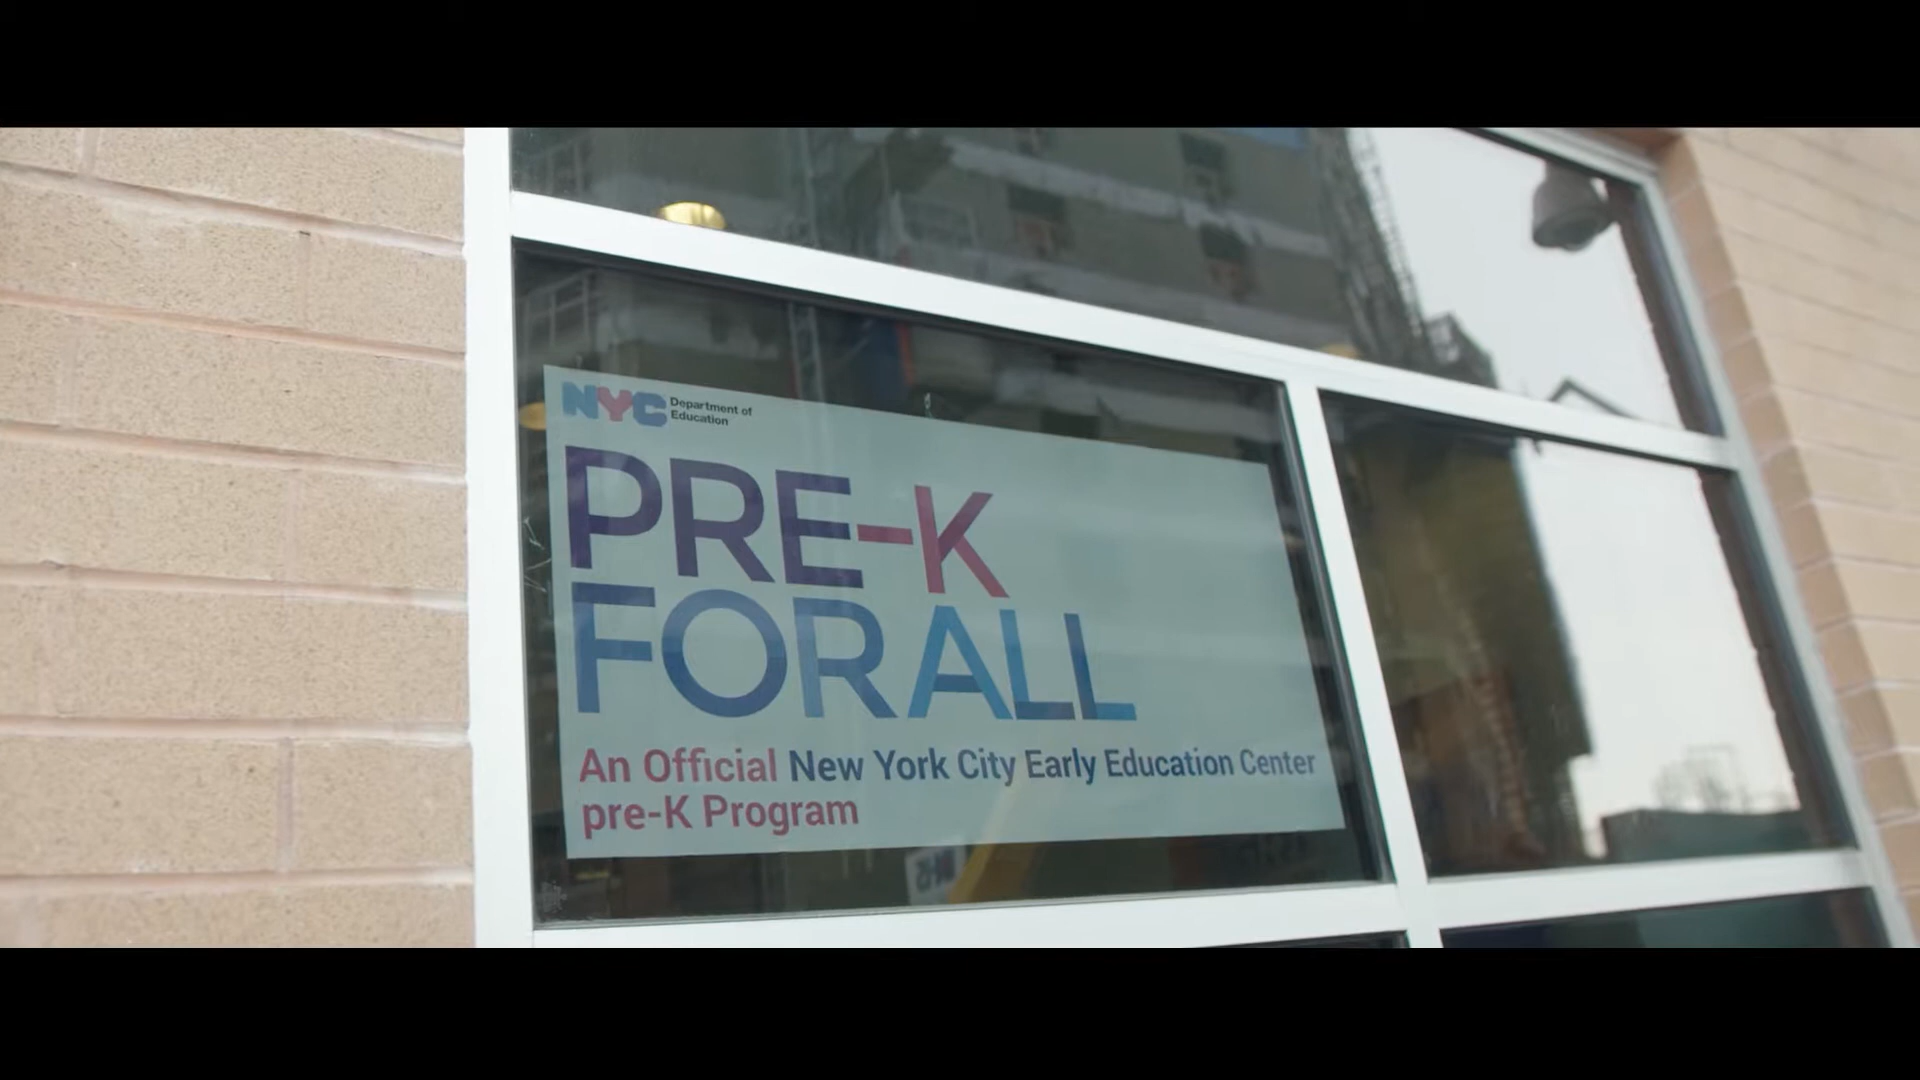 NYC Department of
Education
PRE-K
FOR ALL
An Official New York City Early Education Center
pre-K Program